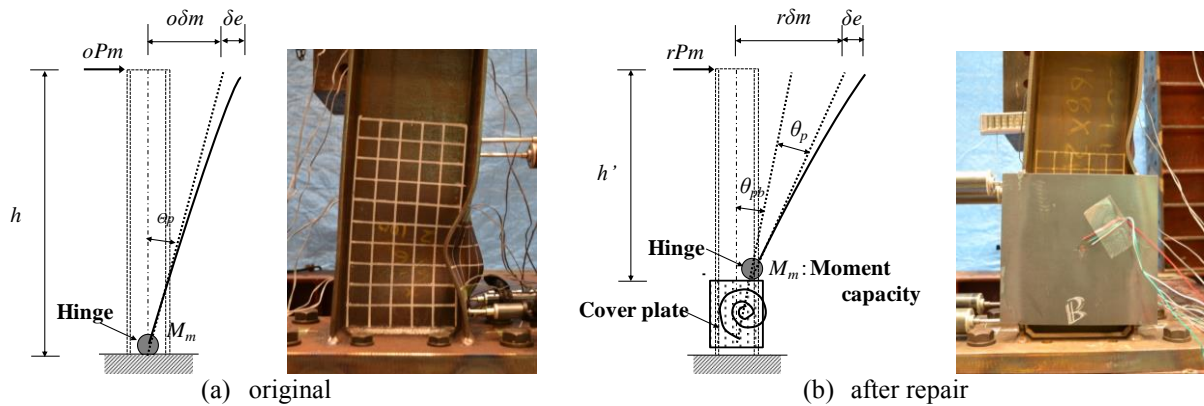 oδm δe
oPm
h
Θp
Hinge
Mm
(a) original
rδm δe
rPm
h’
θp
θpb
Hinge
Mm: Moment
capacity
Cover plate
B
(b) after repair